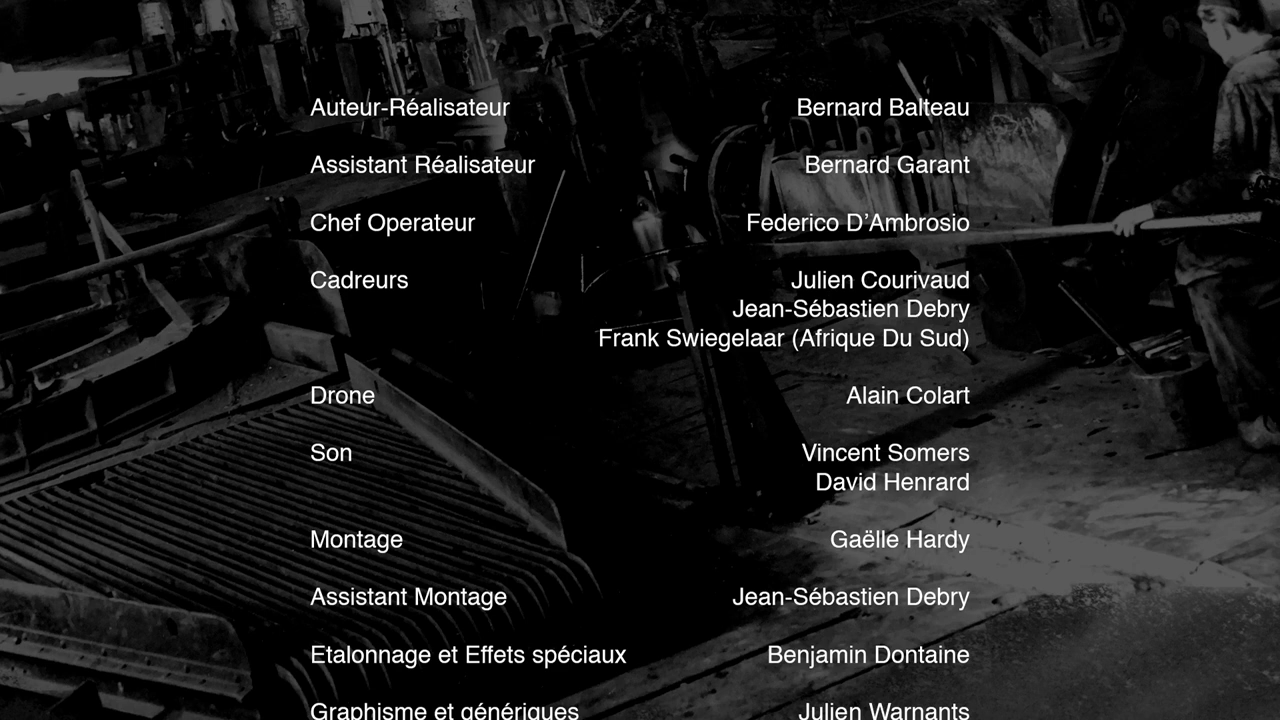 Auteur-Réalisateur Bernard Balteau
Assistant Réalisateur Bernard Garant
Chef Operateur Federico D’Ambrosio
Cadreurs Julien Courivaud
Jean-Sébastien Debry
Frank Swiegelaar (Afrique Du Sud)
Drone Alain Colart
Son Vincent Somers
David Henrard
Montage Gaëlle Hardy
Assistant Montage Jean-Sébastien Debry
Etalonnage et Effets spéciaux Benjamin Dontaine
Graphisme et génériques Julien Warnants